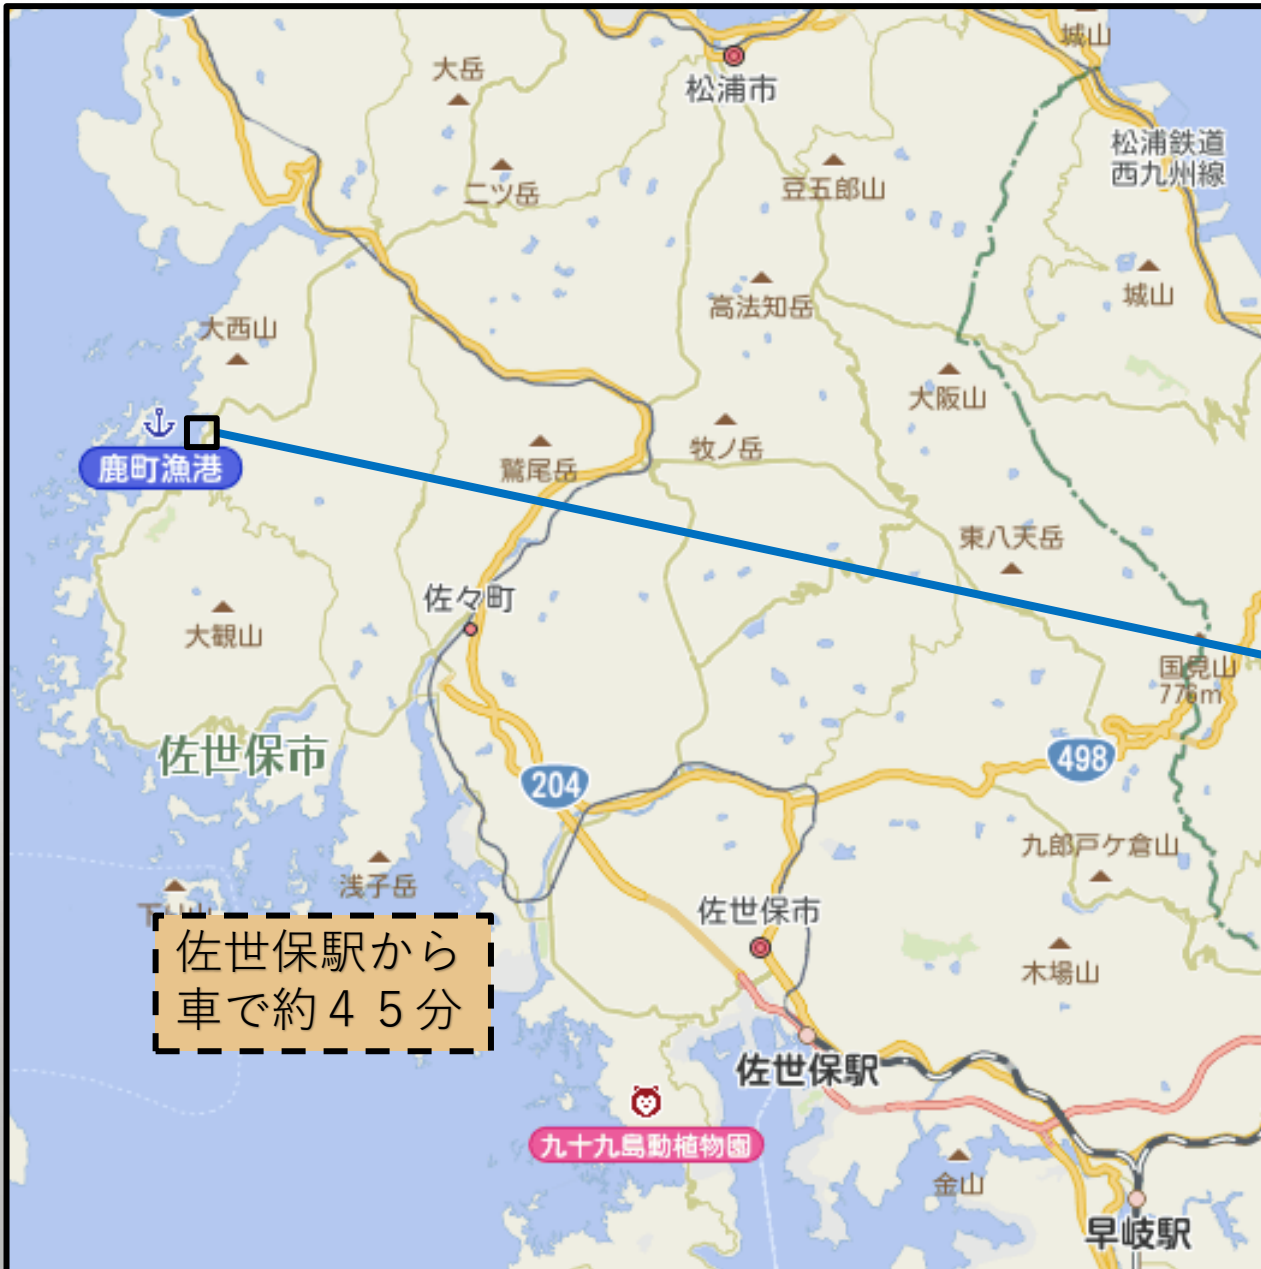 城山
大岳
松浦市
松浦鉄道
西九州線
二ツ岳
豆五郎山
高法知岳
城山
大西山
大阪山
牧ノ岳
鹿町漁港
鷲尾岳
東八天岳
佐々町
大観山
国見山
776m
佐世保市
498
204
九郎戸ケ倉山
浅子岳
佐世保市
佐世保駅から
車で約４５分
木場山
佐世保駅
九十九島動植物園
金山
早岐駅